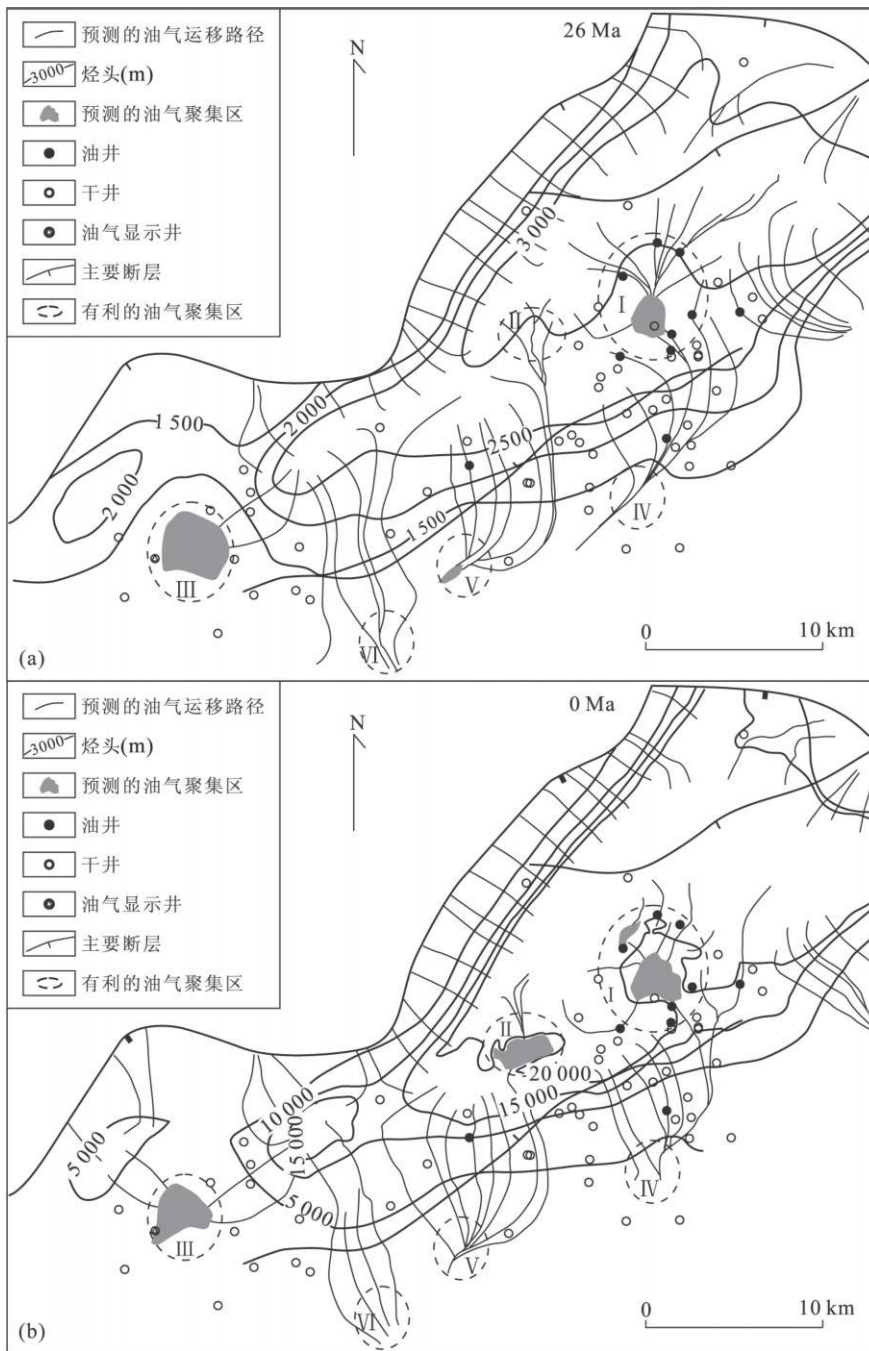 26 Ma
预测的油气运移路径
3000 烃头(m)
预测的油气聚集区
油井
干井
油气显示井
主要断层
有利的油气聚集区
N
3 000
I
II
2 000
1 500
2500
2 000
1 500
IV
III
V
VI
0 10 km
(a)
0 Ma
预测的油气运移路径
3000 烃头(m)
预测的油气聚集区
油井
干井
油气显示井
主要断层
有利的油气聚集区
N
I
II
20 000
15 000
10 000
15 000
5 000
5 000
IV
III
V
VI
0 10 km
(b)